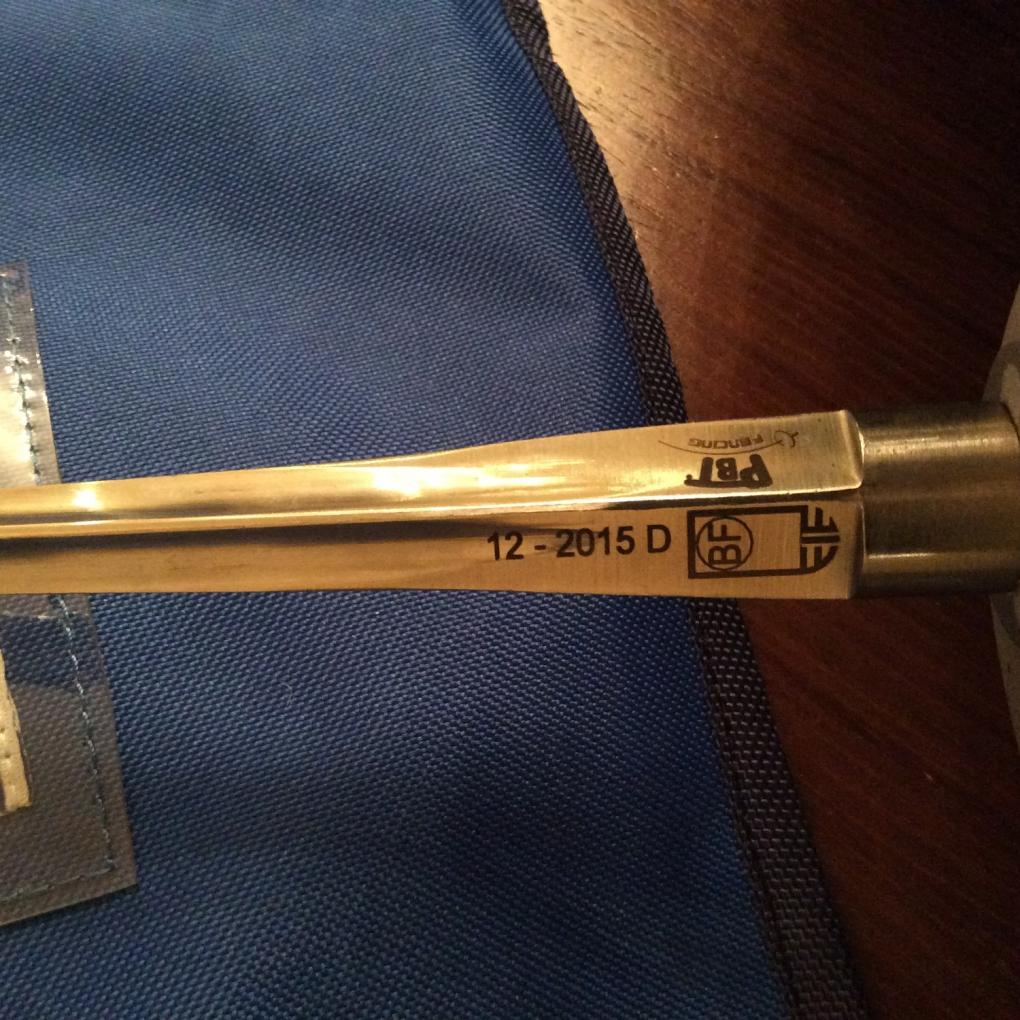 FENCING
PBT
12 - 2015 D
BF